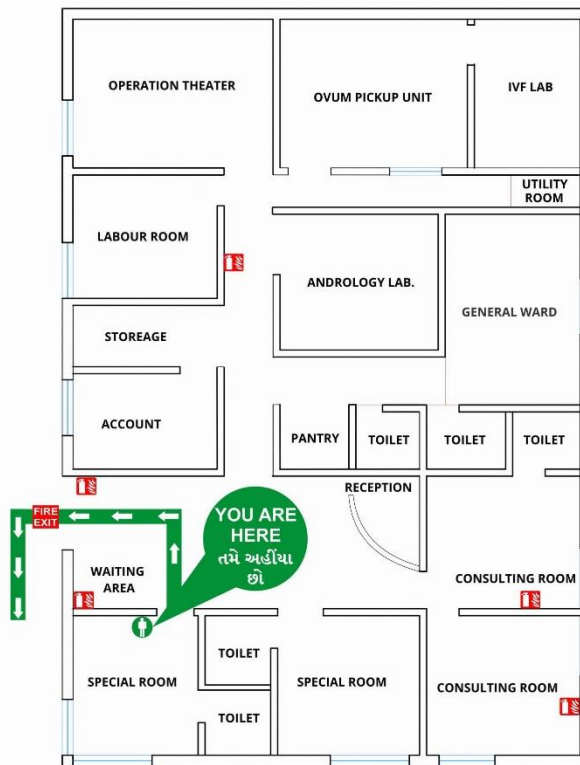 OPERATION THEATER
OVUM PICKUP UNIT
IVF LAB
UTILITY
ROOM
LABOUR ROOM
ANDROLOGY LAB.
GENERAL WARD
STOREAGE
ACCOUNT
PANTRY
TOILET
TOILET
TOILET
RECEPTION
FIRE
EXIT
YOU ARE
HERE
તમે અહીંયા
છો
WAITING
AREA
CONSULTING ROOM
TOILET
SPECIAL ROOM
SPECIAL ROOM
CONSULTING ROOM
TOILET